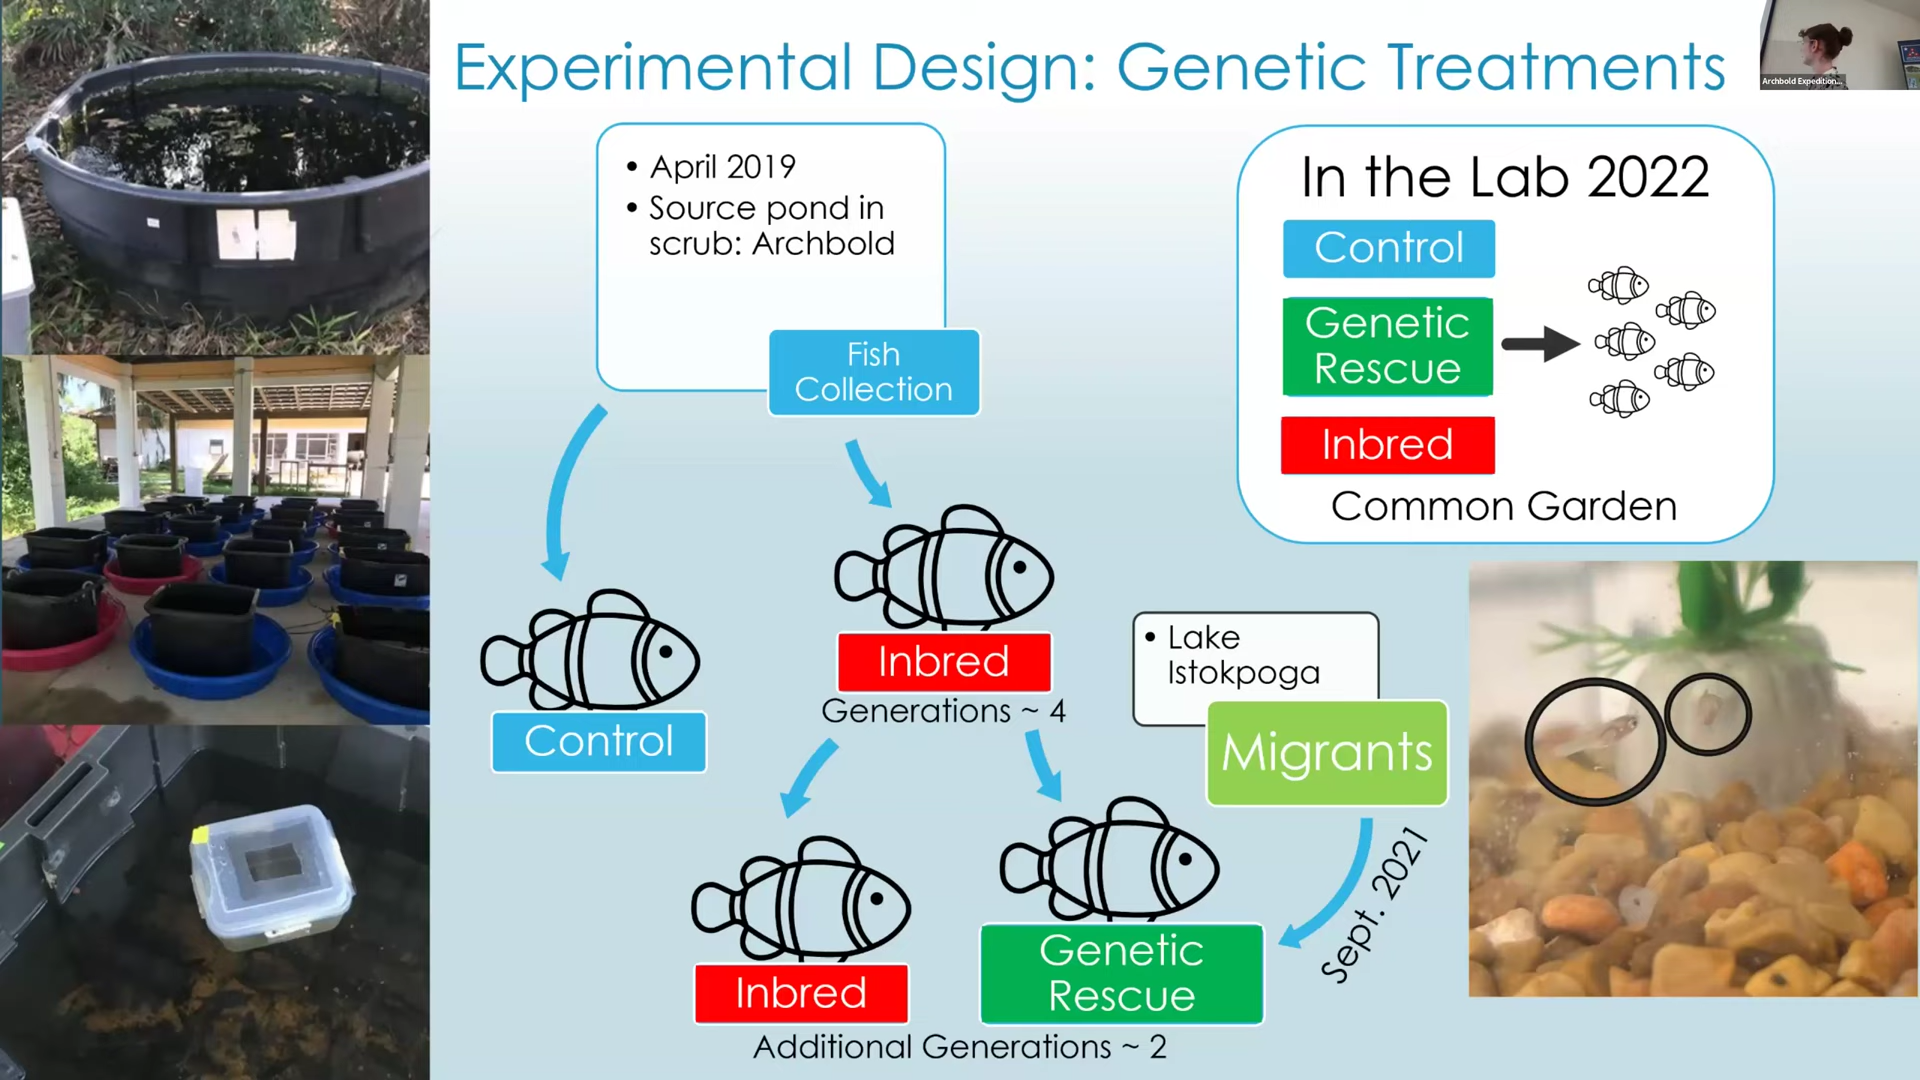 Experimental Design: Genetic Treatments
Archbold Expedition...
• April 2019
• Source pond in
scrub: Archbold
Fish
Collection
In the Lab 2022
Control
Genetic
Rescue
Inbred
Common Garden
Control
Inbred
Generations ~ 4
• Lake
Istokpoga
Migrants
Sept. 2021
Inbred
Genetic
Rescue
Additional Generations ~ 2